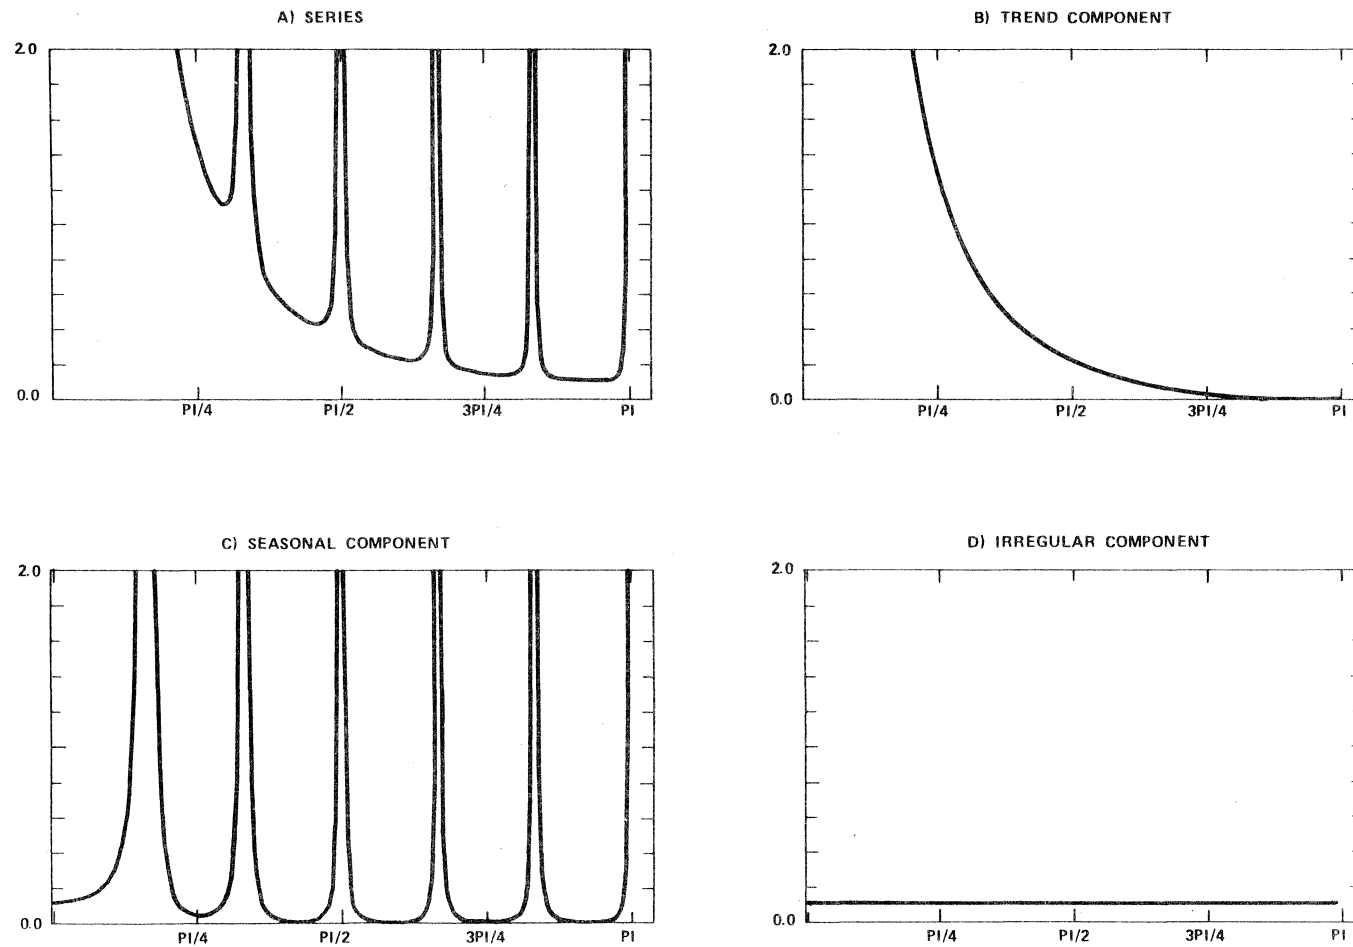 A) SERIES
2.0
0.0
PI/4 PI/2 3PI/4 PI
B) TREND COMPONENT
2.0
0.0
PI/4 PI/2 3PI/4 PI
C) SEASONAL COMPONENT
2.0
0.0
PI/4 PI/2 3PI/4 PI
D) IRREGULAR COMPONENT
2.0
0.0
PI/4 PI/2 3PI/4 PI